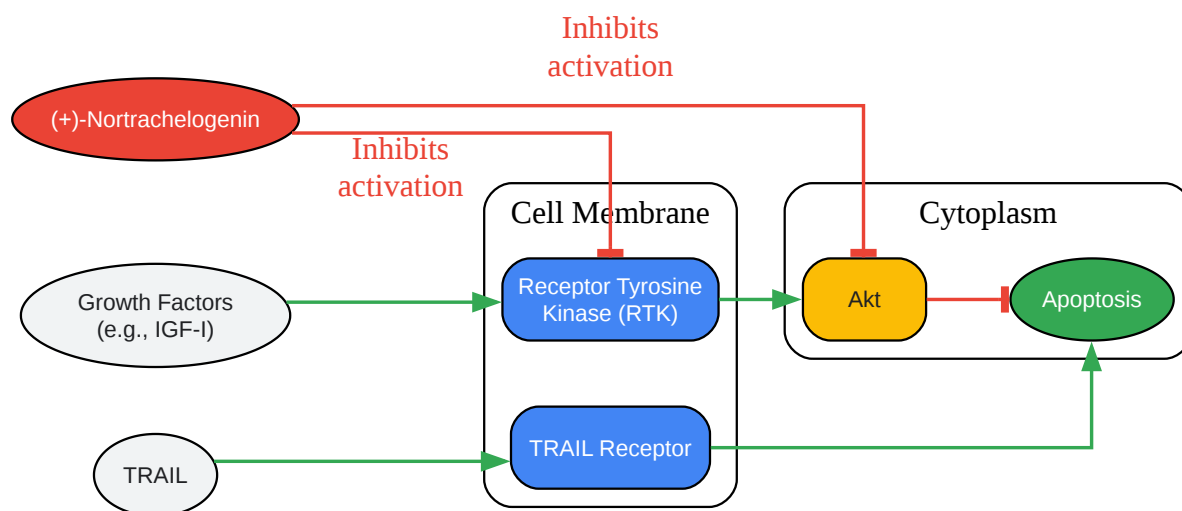 Inhibits
activation
(+)-Nortrachelogenin
Inhibits
activation
Cell Membrane
Cytoplasm
Growth Factors
(e.g., IGF-I)
Receptor Tyrosine
Kinase (RTK)
Akt
Apoptosis
TRAIL
TRAIL Receptor